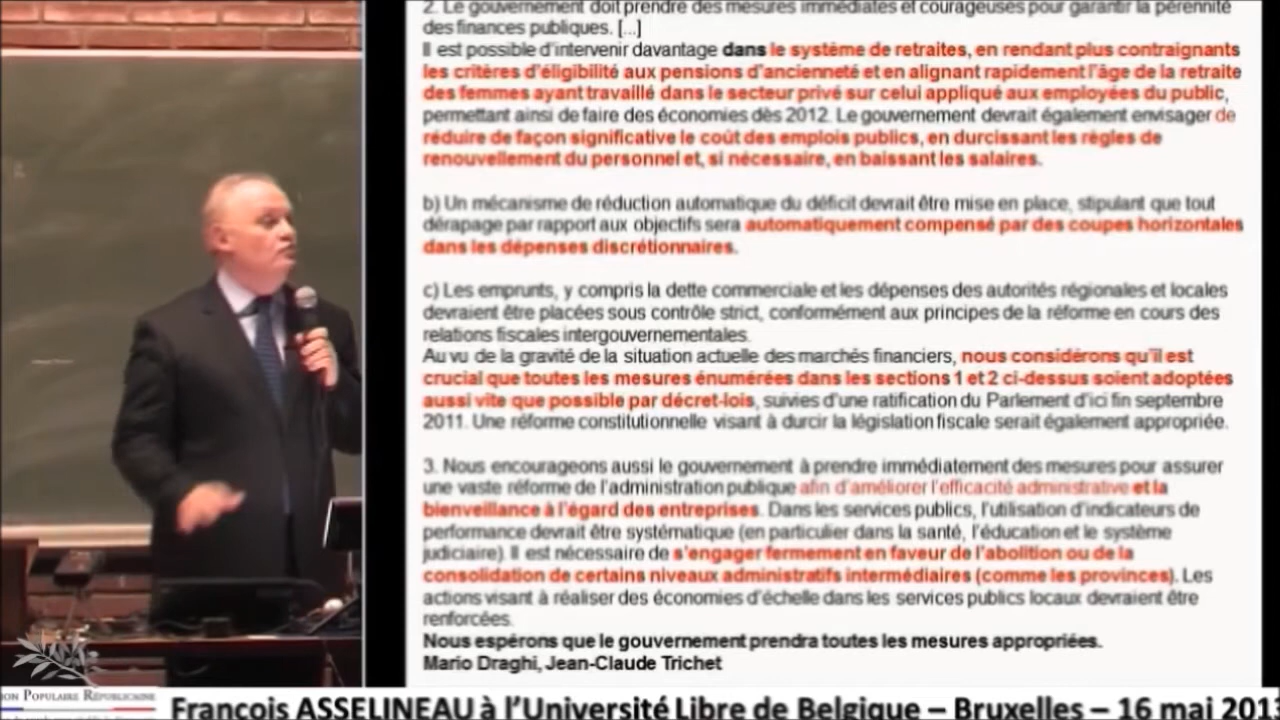 2. Le gouvernement doit prendre des mesures immédiates et courageuses pour garantir la pérennité
des finances publiques. [...]
Il est possible d'intervenir davantage dans le système de retraites, en rendant plus contraignants
les critères d'éligibilité aux pensions d'ancienneté et en alignant rapidement l'âge de la retraite
des femmes ayant travaillé dans le secteur privé sur celui appliqué aux employées du public,
permettant ainsi de faire des économies dès 2012. Le gouvernement devrait également envisager de
réduire de façon significative le coût des emplois publics, en durcissant les règles de
renouvellement du personnel et, si nécessaire, en baissant les salaires.
b) Un mécanisme de réduction automatique du déficit devrait être mise en place, stipulant que tout
dérapage par rapport aux objectifs sera automatiquement compensé par des coupes horizontales
dans les dépenses discrétionnaires.
c) Les emprunts, y compris la dette commerciale et les dépenses des autorités régionales et locales
devraient être placées sous contrôle strict, conformément aux principes de la réforme en cours des
relations fiscales intergouvernementales.
Au vu de la gravité de la situation actuelle des marchés financiers, nous considérons qu'il est
crucial que toutes les mesures énumérées dans les sections 1 et 2 ci-dessus soient adoptées
aussi vite que possible par décret-lois, suivies d'une ratification du Parlement d'ici fin septembre
2011. Une réforme constitutionnelle visant à durcir la législation fiscale serait également appropriée.
3. Nous encourageons aussi le gouvernement à prendre immédiatement des mesures pour assurer
une vaste réforme de l'administration publique afin d'améliorer l'efficacité administrative et la
bienveillance à l'égard des entreprises. Dans les services publics, l'utilisation d'indicateurs de
performance devrait être systématique (en particulier dans la santé, l'éducation et le système
judiciaire). Il est nécessaire de s'engager fermement en faveur de l'abolition ou de la
consolidation de certains niveaux administratifs intermédiaires (comme les provinces). Les
actions visant à réaliser des économies d'échelle dans les services publics locaux devraient être
renforcées.
Nous espérons que le gouvernement prendra toutes les mesures appropriées.
Mario Draghi, Jean-Claude Trichet
ION POPULAIRE RÉPUBLICAINE
François ASSELINEAU à l'Université Libre de Belgique – Bruxelles – 16 mai 2013